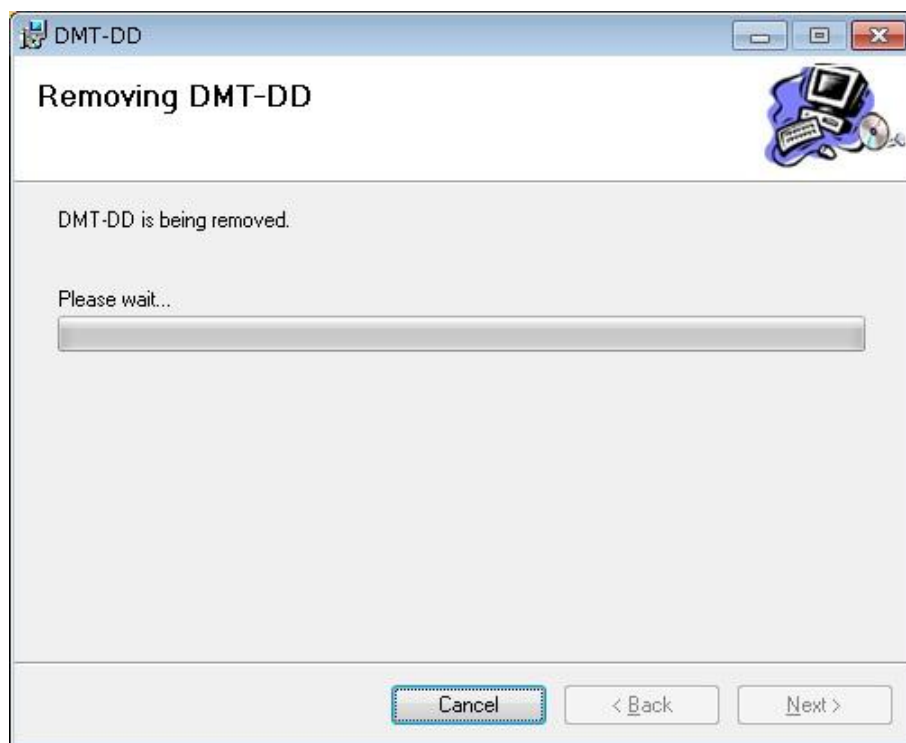 DMT-DD
Removing DMT-DD
DMT-DD is being removed.
Please wait...
Cancel
< Back
Next >